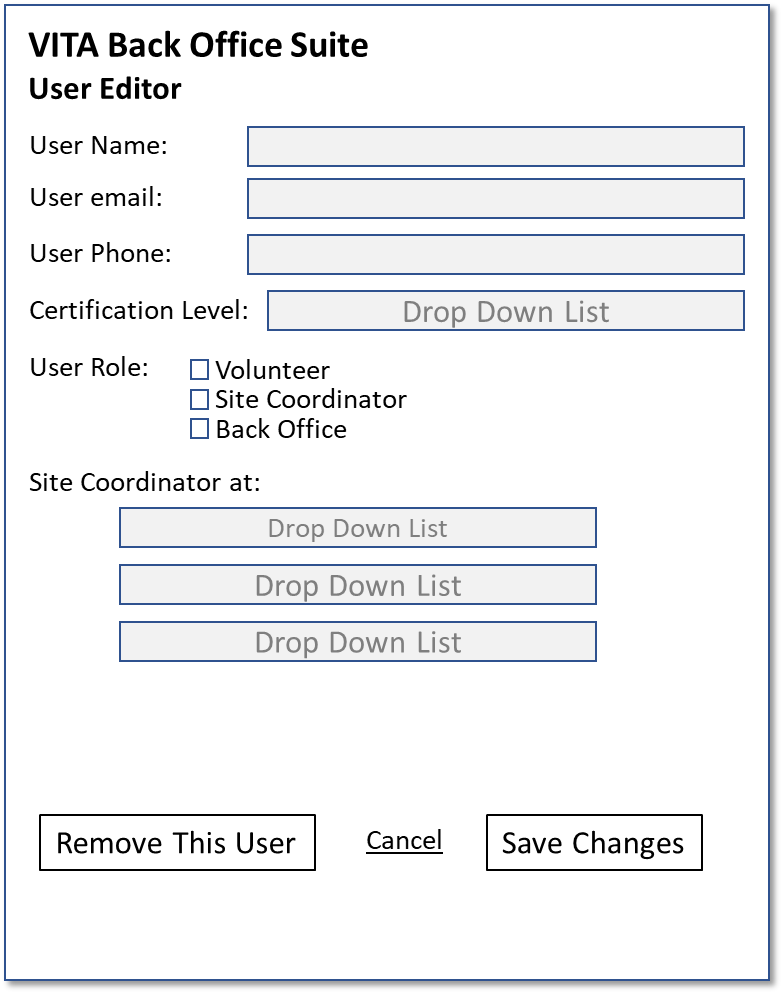 VITA Back Office Suite
User Editor
User Name:
User email:
User Phone:
Certification Level: Drop Down List
User Role: Volunteer
Site Coordinator
Back Office
Site Coordinator at:
Drop Down List
Drop Down List
Drop Down List
Remove This User Cancel Save Changes